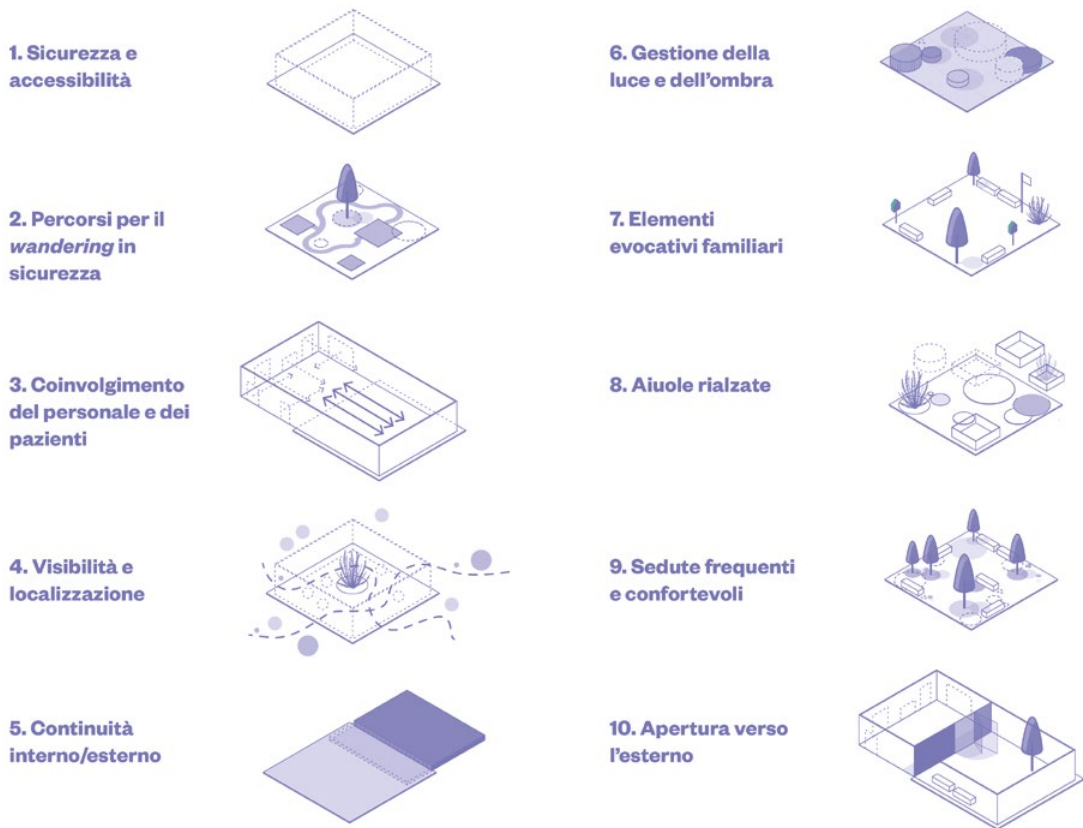 1. Sicurezza e
accessibilità
2. Percorsi per il
wandering in
sicurezza
3. Coinvolgimento
del personale e dei
pazienti
4. Visibilità e
localizzazione
5. Continuità
interno/esterno
6. Gestione della
luce e dell’ombra
7. Elementi
evocativi familiari
8. Aiuole rialzate
9. Sedute frequenti
e confortevoli
10. Apertura verso
l’esterno